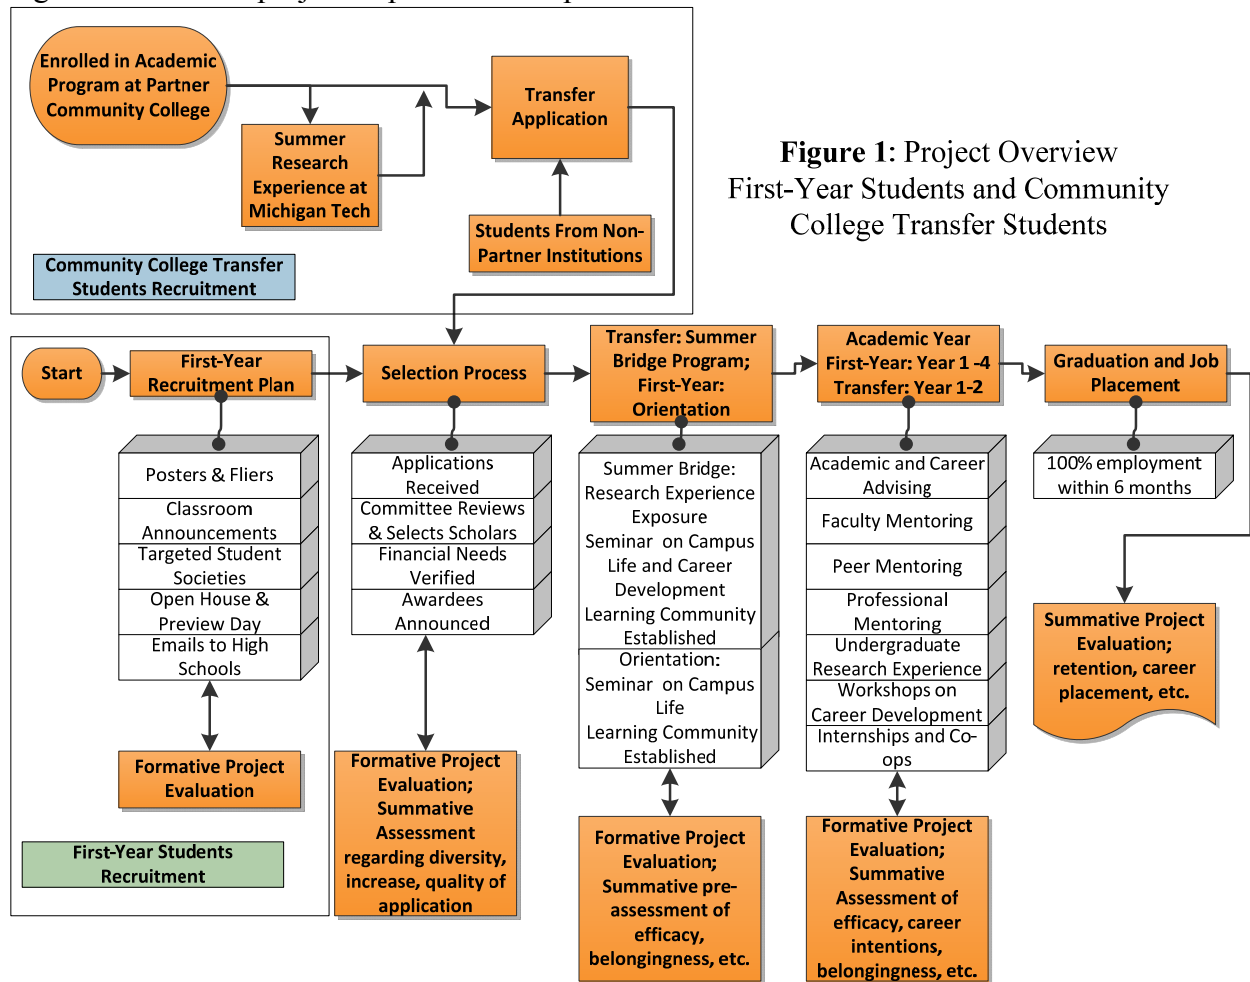 Enrolled in Academic
Program at Partner
Community College
Summer
Research
Experience at
Michigan Tech
Transfer
Application
Students From Non-
Partner Institutions
Community College Transfer
Students Recruitment
Figure 1: Project Overview
First-Year Students and Community
College Transfer Students
Start
First-Year
Recruitment Plan
Selection Process
Transfer: Summer
Bridge Program;
First-Year:
Orientation
Academic Year
First-Year: Year 1 -4
Transfer: Year 1-2
Graduation and Job
Placement
Posters & Fliers
Classroom
Announcements
Targeted Student
Societies
Open House &
Preview Day
Emails to High
Schools
Formative Project
Evaluation
First-Year Students
Recruitment
Applications
Received
Committee Reviews
& Selects Scholars
Financial Needs
Verified
Awardees
Announced
Formative Project
Evaluation;
Summative
Assessment
regarding diversity,
increase, quality of
application
Summer Bridge:
Research Experience
Exposure
Seminar on Campus
Life and Career
Development
Learning Community
Established
Orientation:
Seminar on Campus
Life
Learning Community
Established
Formative Project
Evaluation;
Summative pre-
assessment of
efficacy,
belongingness, etc.
Academic and Career
Advising
Faculty Mentoring
Peer Mentoring
Professional
Mentoring
Undergraduate
Research Experience
Workshops on
Career Development
Internships and Co-
ops
Formative Project
Evaluation;
Summative
Assessment of
efficacy, career
intentions,
belongingness, etc.
100% employment
within 6 months
Summative Project
Evaluation;
retention, career
placement, etc.